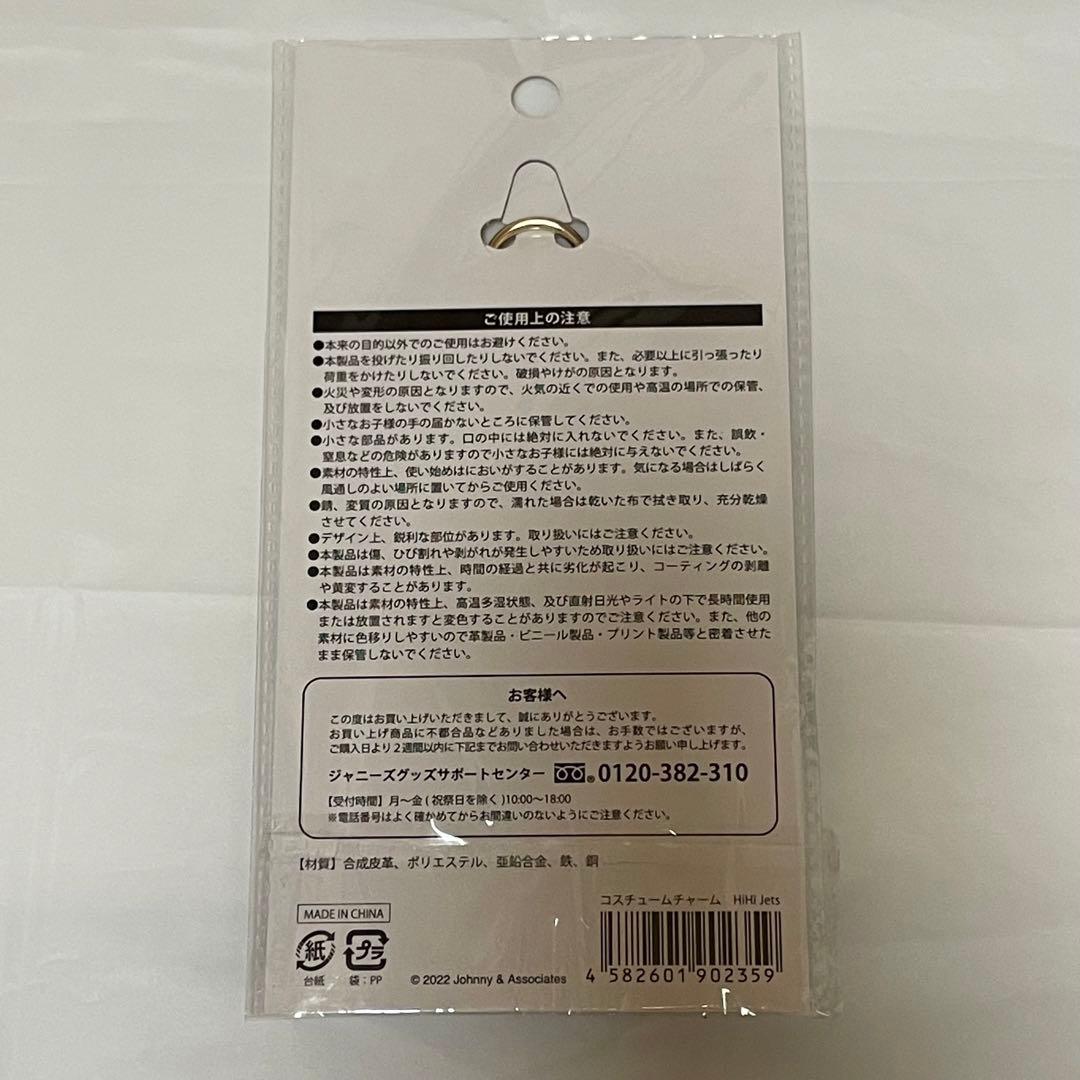 ご使用上の注意
●本来の目的以外でのご使用はお避けください。
●本製品を投げたり振り回したりしないでください。また、必要以上に引っ張ったり
荷重をかけたりしないでください。破損やけがの原因となります。
●火災や変形の原因となりますので、火気の近くでの使用や高温の場所での保管、
及び放置をしないでください。
●小さなお子様の手の届かないところに保管してください。
●小さな部品があります。口の中には絶対に入れないでください。また、誤飲・
窒息などの危険がありますので小さなお子様には絶対に与えないでください。
●素材の特性上、使い始めはにおいがすることがあります。気になる場合はしばらく
風通しのよい場所に置いてからご使用ください。
●錆、変質の原因となりますので、濡れた場合は乾いた布で拭き取り、充分乾燥
させてください。
●デザイン上、鋭利な部位があります。取り扱いにはご注意ください。
●本製品は傷、ひび割れや剥がれが発生しやすいため取り扱いにはご注意ください。
●本製品は素材の特性上、時間の経過と共に劣化が起こり、コーティングの剥離
や黄変することがあります。
●本製品は素材の特性上、高温多湿状態、及び直射日光やライトの下で長時間使用
または放置されますと変色することがありますのでご注意ください。また、他の
素材に色移りしやすいので革製品・ビニール製品・プリント製品等と密着させた
まま保管しないでください。
お客様へ
この度はお買い上げいただきまして、誠にありがとうございます。
お買い上げ商品に不都合品などありました場合は、お手数ではございますが、
ご購入日より2週間以内に下記までお問い合わせいただきますようお願い申し上げます。
ジャニーズグッズサポートセンター ® 0120-382-310
【受付時間】月〜金(祝祭日を除く)10:00〜18:00
※電話番号はよく確かめてからお間違いのないようにご注意ください。
【材質】合成皮革、ポリエステル、亜鉛合金、鉄、銅
コスチュームチャーム HiHi Jets
MADE IN CHINA
紙 プラ
台紙 袋：PP
© 2022 Johnny & Associates
4 582601 902359